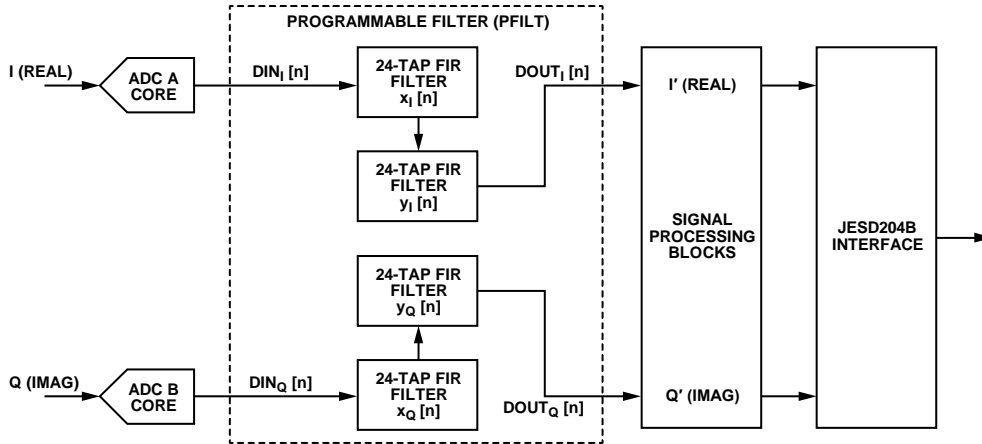 PROGRAMMABLE FILTER (PFILT)
I (REAL)
ADC A
CORE
DINI [n]
24-TAP FIR
FILTER
xI [n]
DOUTI [n]
I′ (REAL)
24-TAP FIR
FILTER
yI [n]
SIGNAL
PROCESSING
BLOCKS
JESD204B
INTERFACE
24-TAP FIR
FILTER
yQ [n]
Q (IMAG)
ADC B
CORE
DINQ [n]
24-TAP FIR
FILTER
xQ [n]
DOUTQ [n]
Q′ (IMAG)